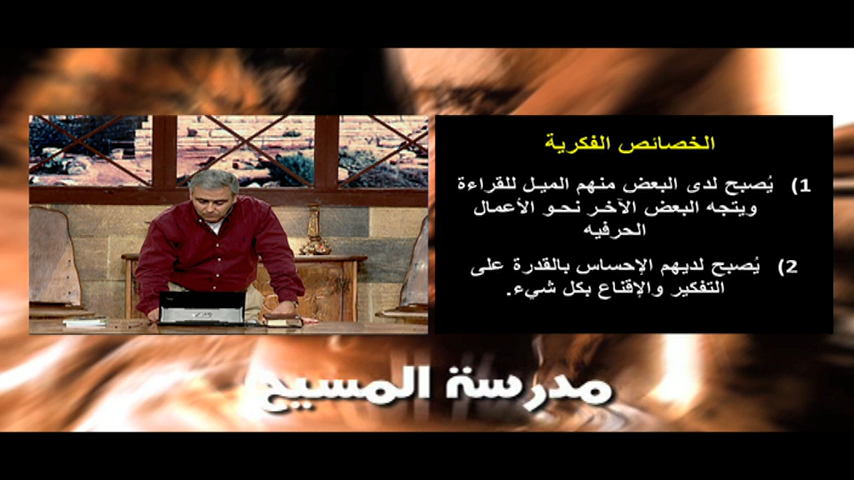 الخصائص الفكرية
1) يُصبح لدى البعض منهم الميل للقراءة
ويتجه البعض الآخر نحو الأعمال
الحرفيه
2) يُصبح لديهم الإحساس بالقدرة على
التفكير والإقناع بكل شيء.
مدرسة المسيح